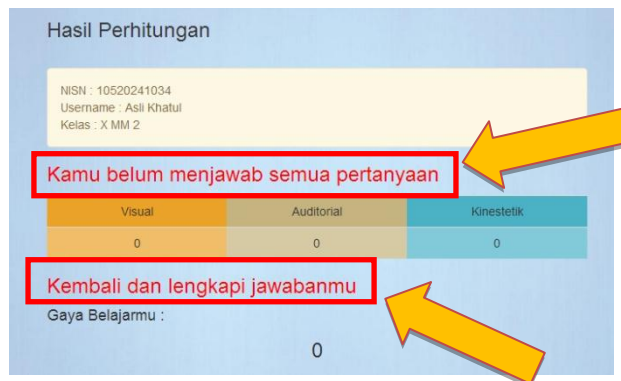 Hasil Perhitungan
NISN : 10520241034
Username : Asli Khatul
Kelas : X MM 2
Kamu belum menjawab semua pertanyaan
Visual Auditorial Kinestetik
0 0 0
Kembali dan lengkapi jawabanmu
Gaya Belajarmu :
0